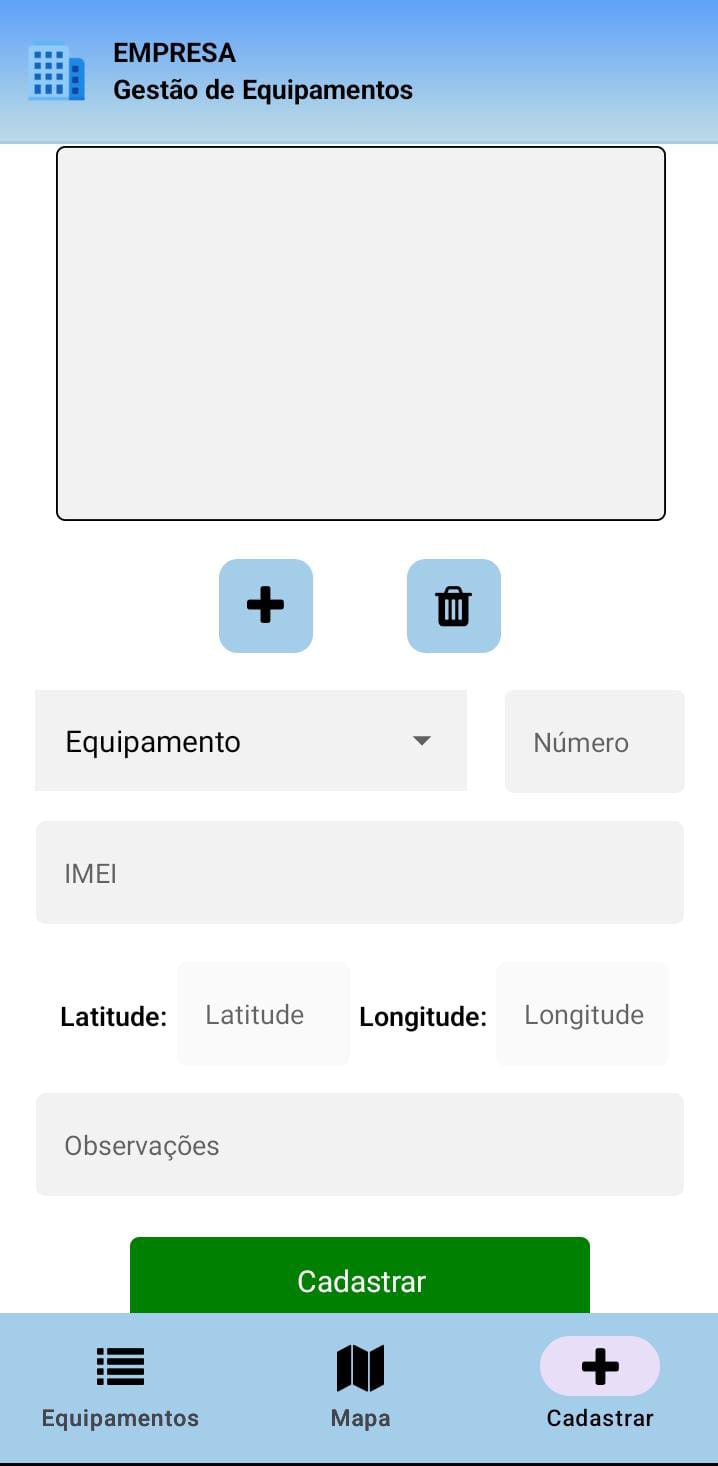 EMPRESA
Gestão de Equipamentos
Equipamento
Número
IMEI
Latitude: Latitude Longitude: Longitude
Observações
Cadastrar
Equipamentos Mapa Cadastrar